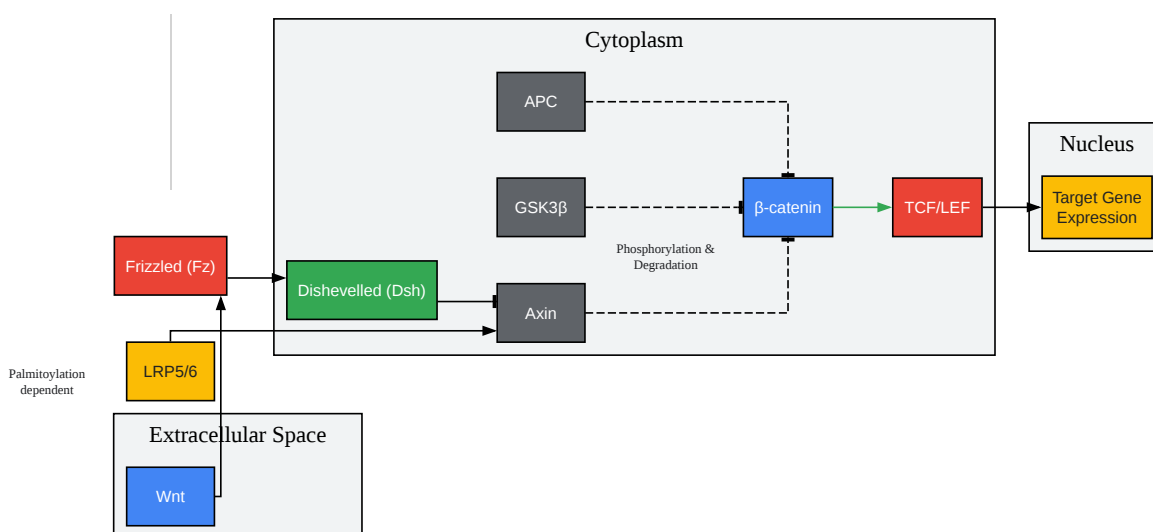 Cytoplasm
APC
Nucleus
GSK3β
β-catenin
TCF/LEF
Target Gene
Expression
Phosphorylation &
Degradation
Frizzled (Fz)
Dishevelled (Dsh)
Axin
LRP5/6
Palmitoylation
dependent
Extracellular Space
Wnt